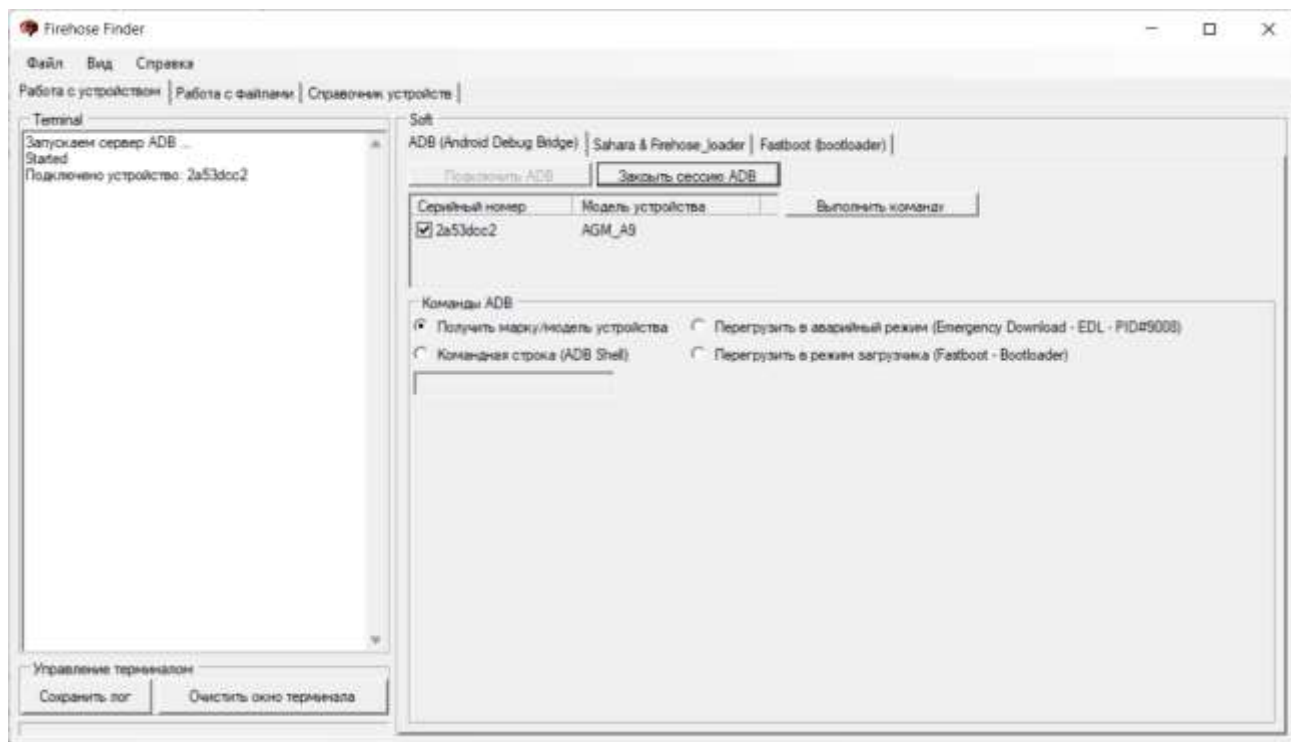 Firehose Finder
Файл Вид Справка
Работа с устройством Работа с файлами Справочник устройств
Terminal
Запускаем сервер ADB ...
Started
Подключено устройство: 2a53dcc2
Управление терминалом
Сохранить лог Очистить окно терминала
Soft
ADB (Android Debug Bridge) Sahara & Firehose_loader Fastboot (bootloader)
Подключить ADB Закрыть сессию ADB
Серийный номер Модель устройства Выполнить команду
2a53dcc2 AGM_A9
Команды ADB
Получить марку/модель устройства Перегрузить в аварийный режим (Emergency Download - EDL - PID#9008)
Командная строка (ADB Shell) Перегрузить в режим загрузчика (Fastboot - Bootloader)